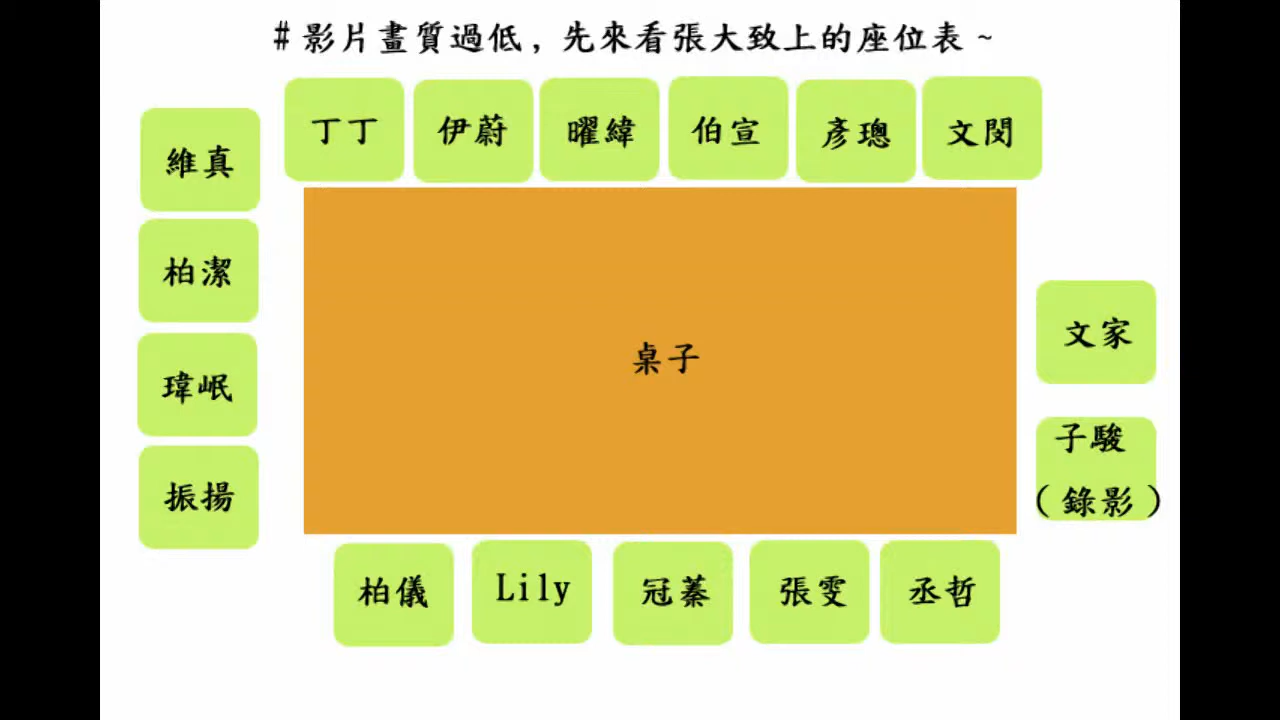 #影片畫質過低，先來看張大致上的座位表~
丁丁
伊蔚
曜緯
伯宣
彥璁
文閔
維真
柏潔
瑋岷
振揚
桌子
文家
子駿
（錄影）
柏儀
Lily
冠蓁
張雯
丞哲